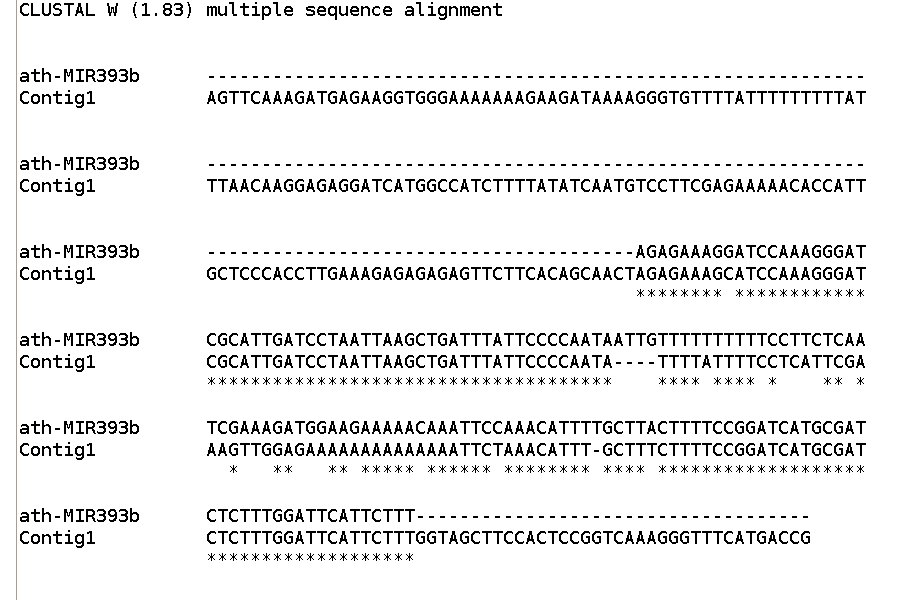 CLUSTAL W (1.83) multiple sequence alignment
ath-MIR393b      ------------------------------------------------------------
Contig1          AGTTCAAAGATGAGAAGGTGGGAAAAAAAGAAGATAAAAGGGTGTTTTATTTTTTTTTAT
ath-MIR393b      ------------------------------------------------------------
Contig1          TTAACAAGGAGAGGATCATGGCCATCTTTTATATCAATGTCCTTCGAGAAAAACACCATT
ath-MIR393b      ---------------------------------------AGAGAAAGGATCCAAAGGGAT
Contig1          GCTCCCACCTTGAAAGAGAGAGAGTTCTTCACAGCAACTAGAGAAAGCATCCAAAGGGAT
                                                        ******** ************
ath-MIR393b      CGCATTGATCCTAATTAAGCTGATTTATTCCCCAATAATTGTTTTTTTTTTCCTTCTCAA
Contig1          CGCATTGATCCTAATTAAGCTGATTTATTCCCCAATA----TTTTATTTTCCTCATTCGA
                 *************************************    **** **** *    ** *
ath-MIR393b      TCGAAAGATGGAAGAAAAACAAATTCCAAACATTTTGCTTACTTTTCCGGATCATGCGAT
Contig1          AAGTTGGAGAAAAAAAAAAAAAATTCTAAACATTT-GCTTTCTTTTCCGGATCATGCGAT
                   *   **   ** ***** ****** ******** **** *******************
ath-MIR393b      CTCTTTGGATTCATTCTTT------------------------------------
Contig1          CTCTTTGGATTCATTCTTTGGTAGCTTCCACTCCGGTCAAAGGGTTTCATGACCG
                 *******************